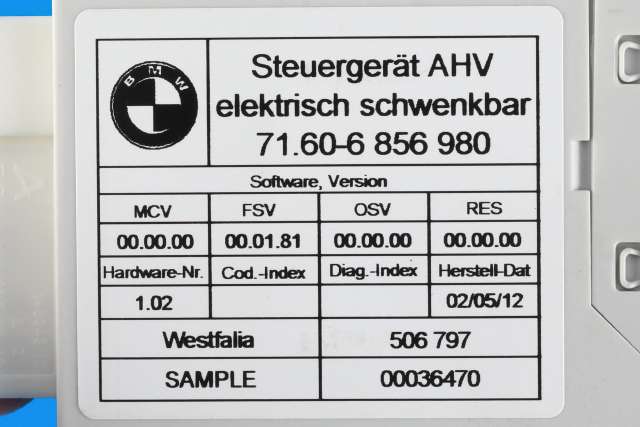 BMW
Steuergerät AHV
elektrisch schwenkbar
71.60-6 856 980
Software, Version
MCV FSV OSV RES
00.00.00 00.01.81 00.00.00 00.00.00
Hardware-Nr. Cod.-Index Diag.-Index Herstell-Dat
1.02 02/05/12
Westfalia 506 797
SAMPLE 00036470